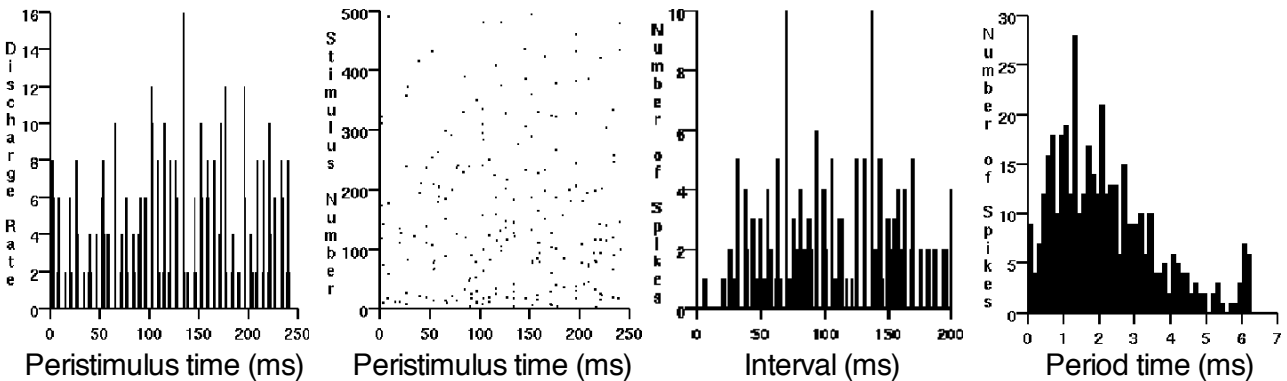 Discharge Rate
16
14
12
10
8
6
4
2
0
0 50 100 150 200 250
Peristimulus time (ms)
Stimulus Number
500
400
300
200
100
0
0 50 100 150 200 250
Peristimulus time (ms)
Number of Spikes
10
8
6
4
2
0
0 50 100 150 200
Interval (ms)
Number of Spikes
30
25
20
15
10
5
0
0 1 2 3 4 5 6 7
Period time (ms)